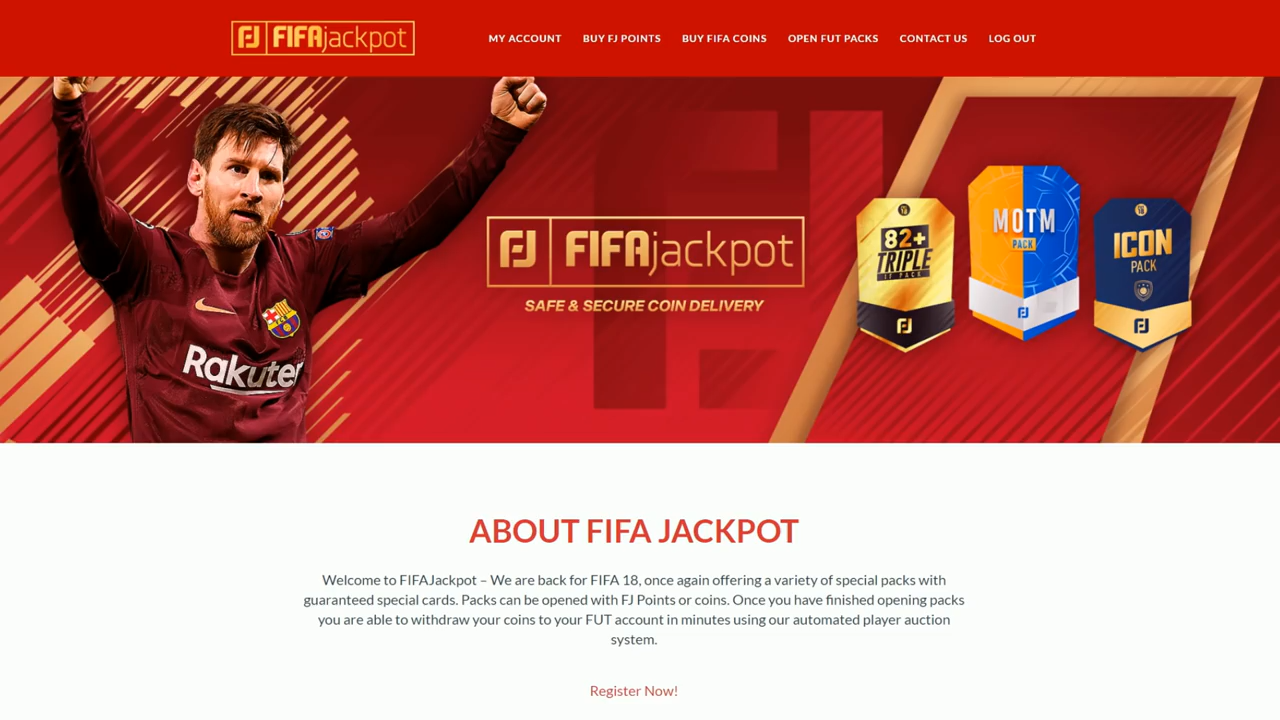 FJ FIFAjackpot
MY ACCOUNT BUY FJ POINTS BUY FIFA COINS OPEN FUT PACKS CONTACT US LOG OUT
FJ FIFAjackpot
SAFE & SECURE COIN DELIVERY
Rakuten
82+
TRIPLE
IF PACK
FJ
MOTM
PACK
FJ
ICON
PACK
FJ
ABOUT FIFA JACKPOT
Welcome to FIFAJackpot – We are back for FIFA 18, once again offering a variety of special packs with
guaranteed special cards. Packs can be opened with FJ Points or coins. Once you have finished opening packs
you are able to withdraw your coins to your FUT account in minutes using our automated player auction
system.
Register Now!